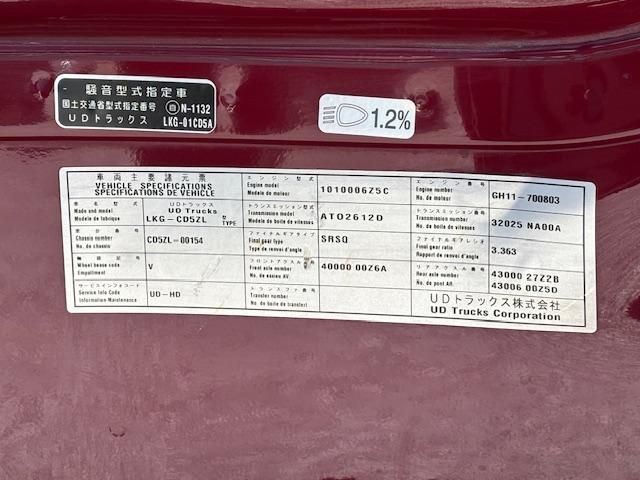 騒音型式指定車
国土交通省型式指定番号 自 N-1132
UDトラックス LKG-01CD5A
1.2%
車両主要諸元票
VEHICLE SPECIFICATIONS
SPECIFICATIONS DE VEHICLE
エンジン型式
Engine model
Modele de moteur
1010006Z5C
エンジン番号
Engine number
No de moteur
GH11-700803
車名型式
Made and model
Modele de fabrique
UDトラックス
UD Trucks
LKG-CD5ZL 型 TYPE
トランスミッション型式
Transmission model
Modele de boite de vitesses
ATO2612D
トランスミッション番号
Transmission number
No de boite de vitesses
32025 NA00A
車台番号
Chassis number
No de chassis
CD5ZL-00154
ファイナルギアタイプ
Final gear type
Type de renvoi d'angle
SRSQ
ファイナルギアレシオ
Final gear ratio
Rapport de renvoi d'angle
3.363
軸距記号
Wheel base code
Empattement
V
フロントアクスル番号
Front axle number
No de essieu AV.
40000 00Z6A
リアアクスル番号
Rear axle number
No de pont AR.
43000 27Z2B
43006 00Z5D
サービスインフォコード
Service Info Code
Information-Maintenance
UD-HD
トランスファ番号
Transfer number
No de boite de transfert
UDトラックス株式会社
UD Trucks Corporation